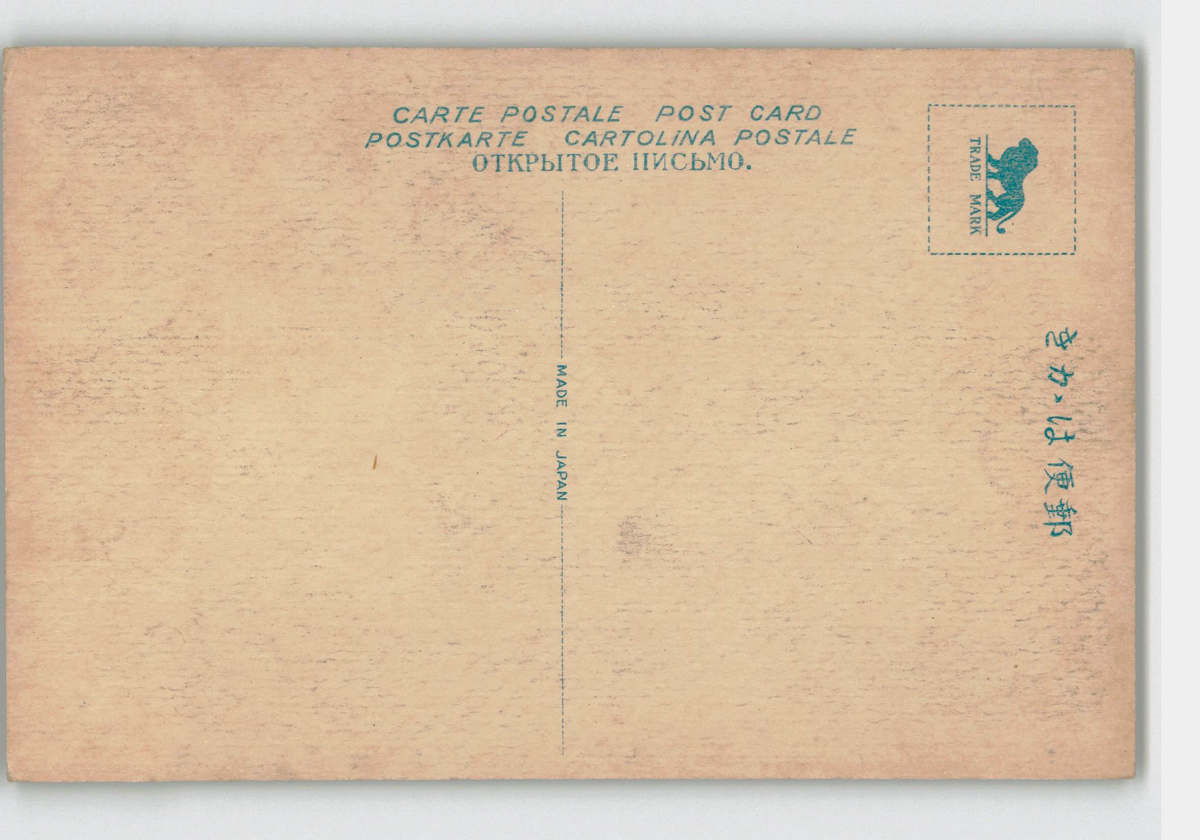 CARTE POSTALE POST CARD
POSTKARTE CARTOLINA POSTALE
ОТКРЫТОЕ ПИСЬМО.
TRADE MARK
MADE IN JAPAN
郵便はがき